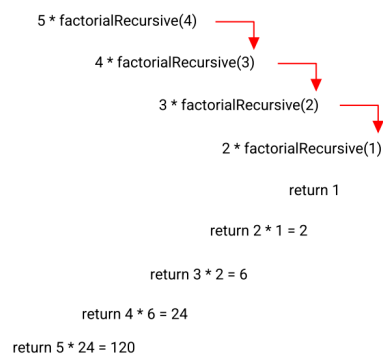 5 * factorialRecursive(4)
4 * factorialRecursive(3)
3 * factorialRecursive(2)
2 * factorialRecursive(1)
return 1
return 2 * 1 = 2
return 3 * 2 = 6
return 4 * 6 = 24
return 5 * 24 = 120